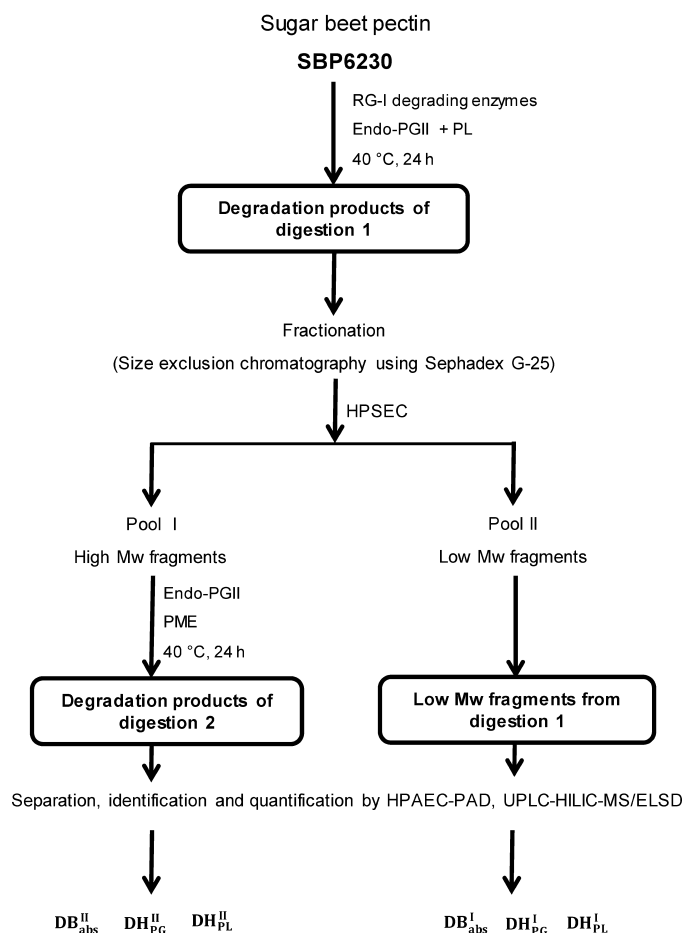 Sugar beet pectin
SBP6230
RG-I degrading enzymes
Endo-PGII + PL
40 °C, 24 h
Degradation products of
digestion 1
Fractionation
(Size exclusion chromatography using Sephadex G-25)
HPSEC
Pool I
High Mw fragments
Endo-PGII
PME
40 °C, 24 h
Degradation products of
digestion 2
Pool II
Low Mw fragments
Low Mw fragments from
digestion 1
Separation, identification and quantification by HPAEC-PAD, UPLC-HILIC-MS/ELSD
DB^II_abs DH^II_PG DH^II_PL
DB^I_abs DH^I_PG DH^I_PL